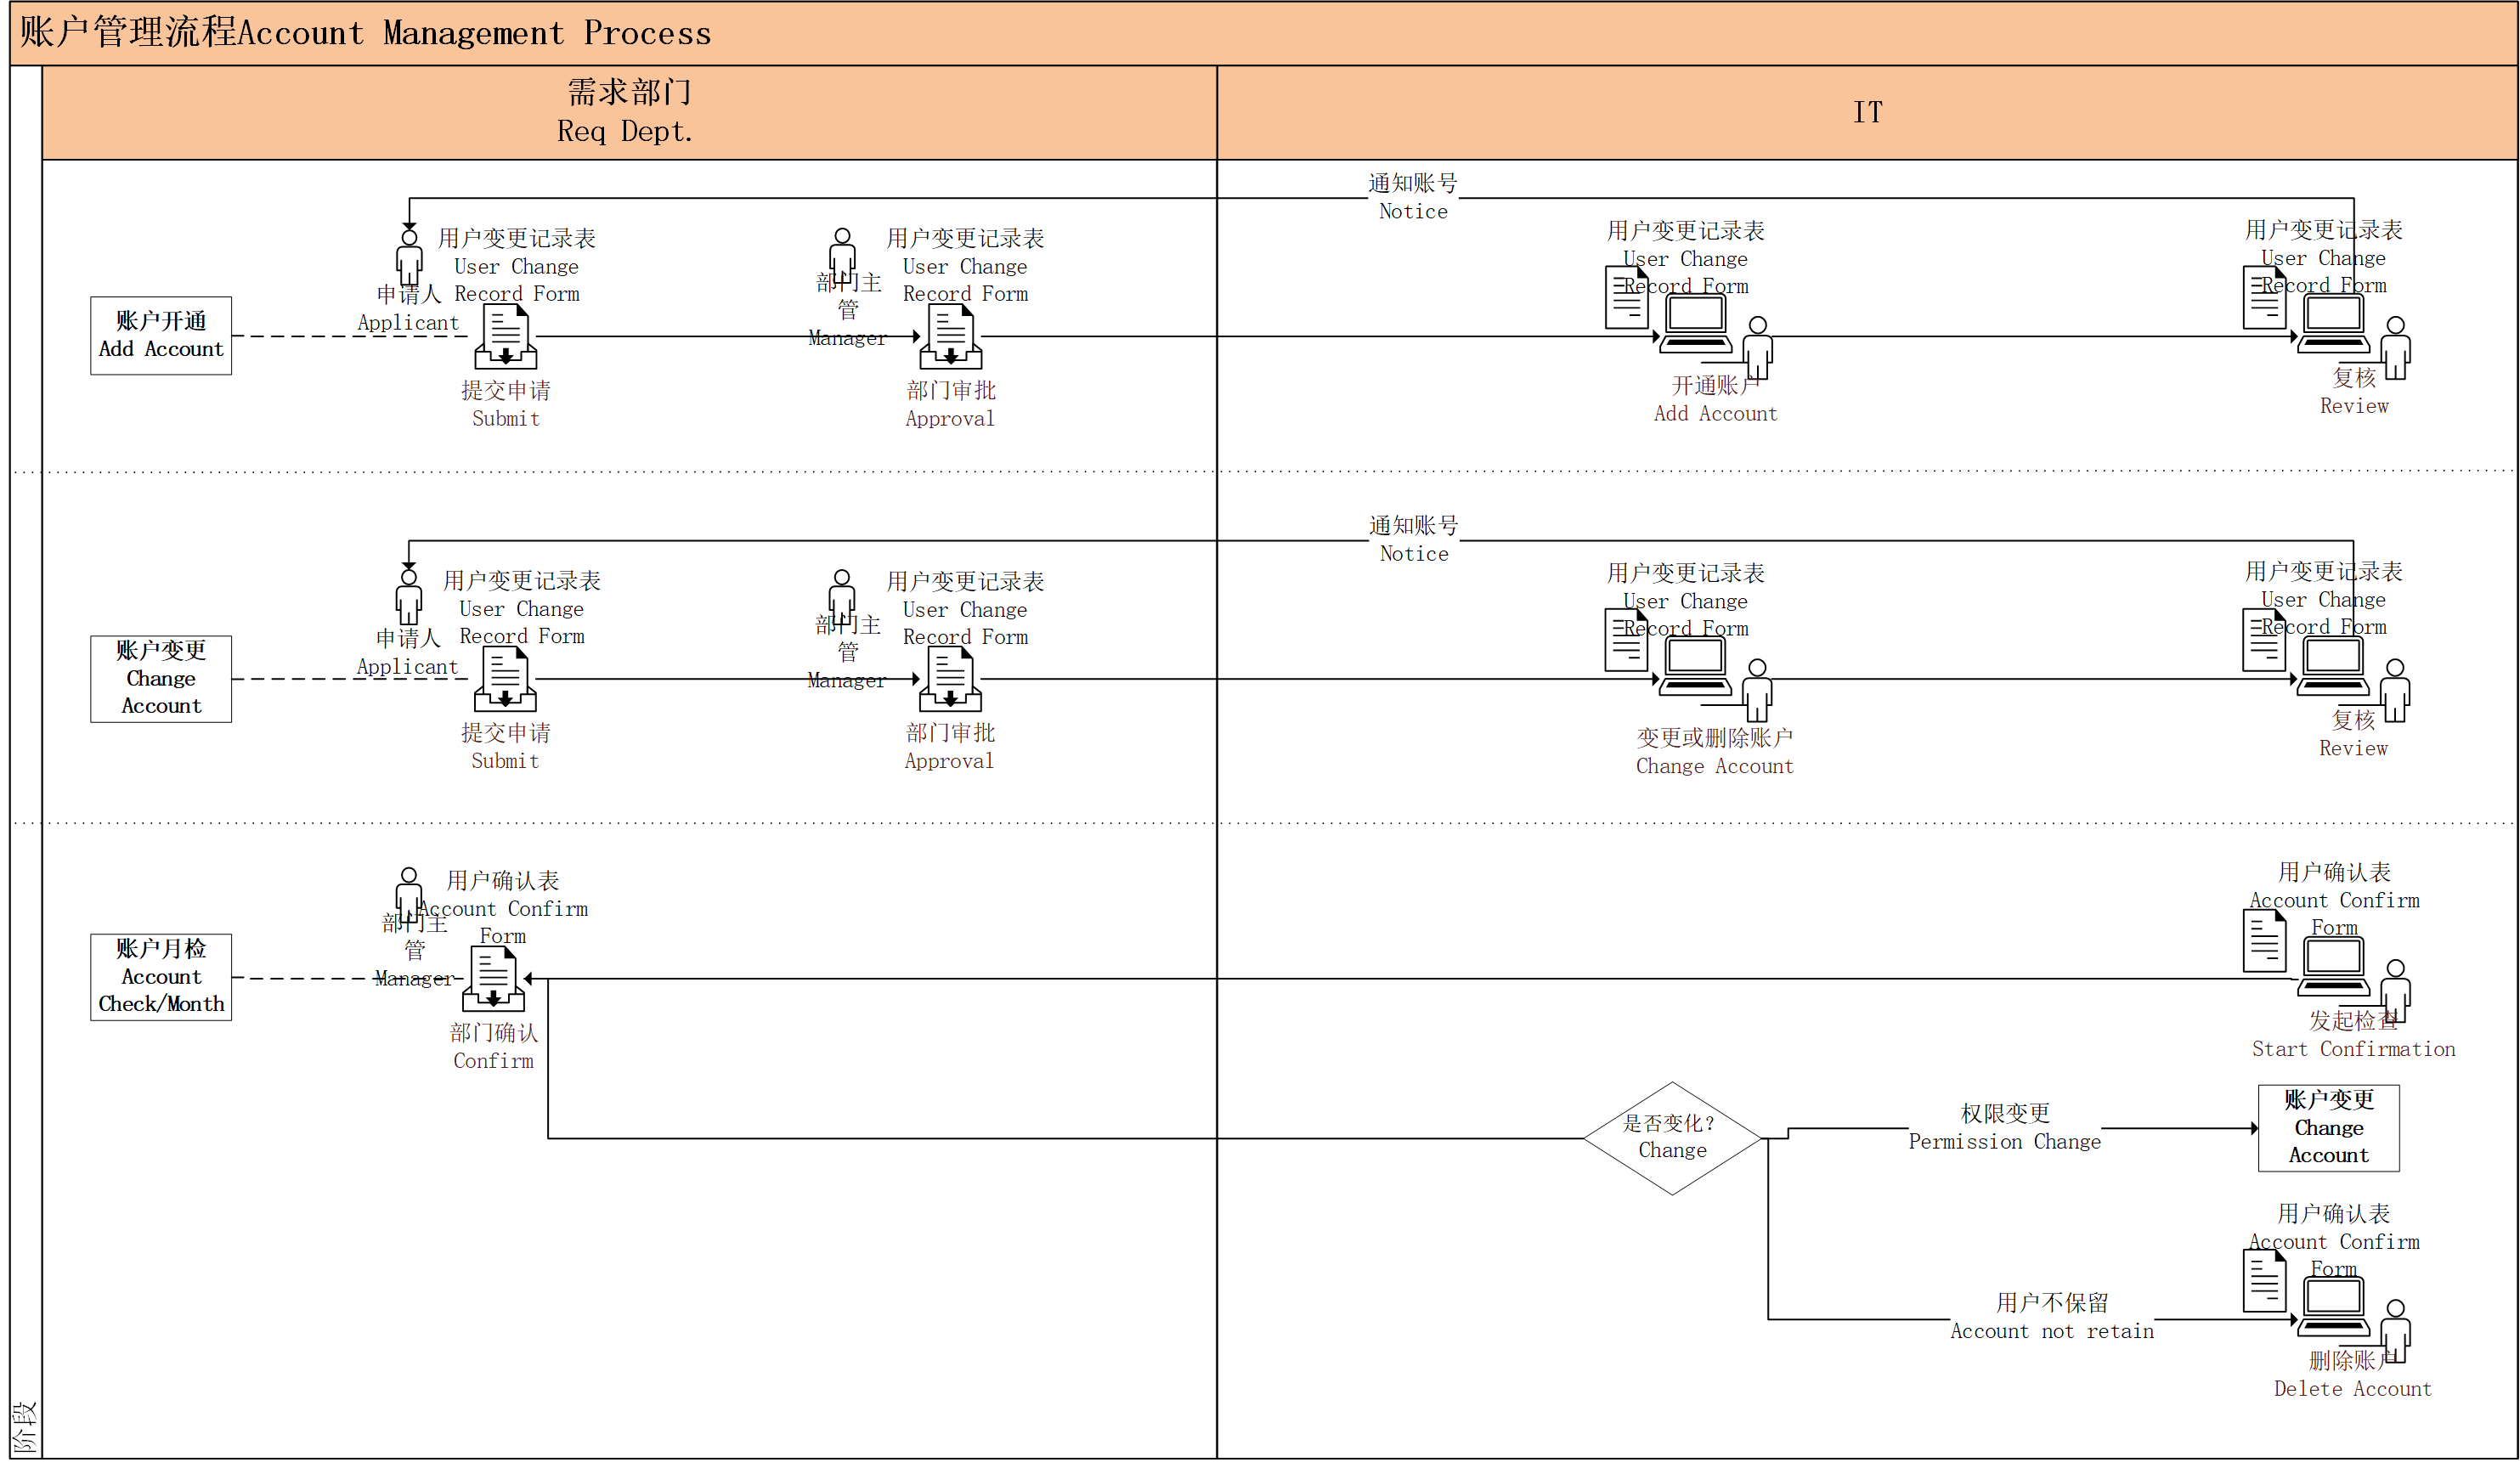 账户管理流程Account Management Process
需求部门
Req Dept.
IT
通知账号
Notice
账户开通
Add Account
申请人
Applicant
用户变更记录表
User Change
Record Form
提交申请
Submit
部门主
管
Manager
用户变更记录表
User Change
Record Form
部门审批
Approval
用户变更记录表
User Change
Record Form
开通账户
Add Account
用户变更记录表
User Change
Record Form
复核
Review
通知账号
Notice
账户变更
Change
Account
申请人
Applicant
用户变更记录表
User Change
Record Form
提交申请
Submit
部门主
管
Manager
用户变更记录表
User Change
Record Form
部门审批
Approval
用户变更记录表
User Change
Record Form
变更或删除账户
Change Account
用户变更记录表
User Change
Record Form
复核
Review
账户月检
Account
Check/Month
部门主
管
Manager
用户确认表
Account Confirm
Form
部门确认
Confirm
用户确认表
Account Confirm
Form
发起检查
Start Confirmation
是否变化?
Change
权限变更
Permission Change
账户变更
Change
Account
用户不保留
Account not retain
用户确认表
Account Confirm
Form
删除账户
Delete Account
阶段